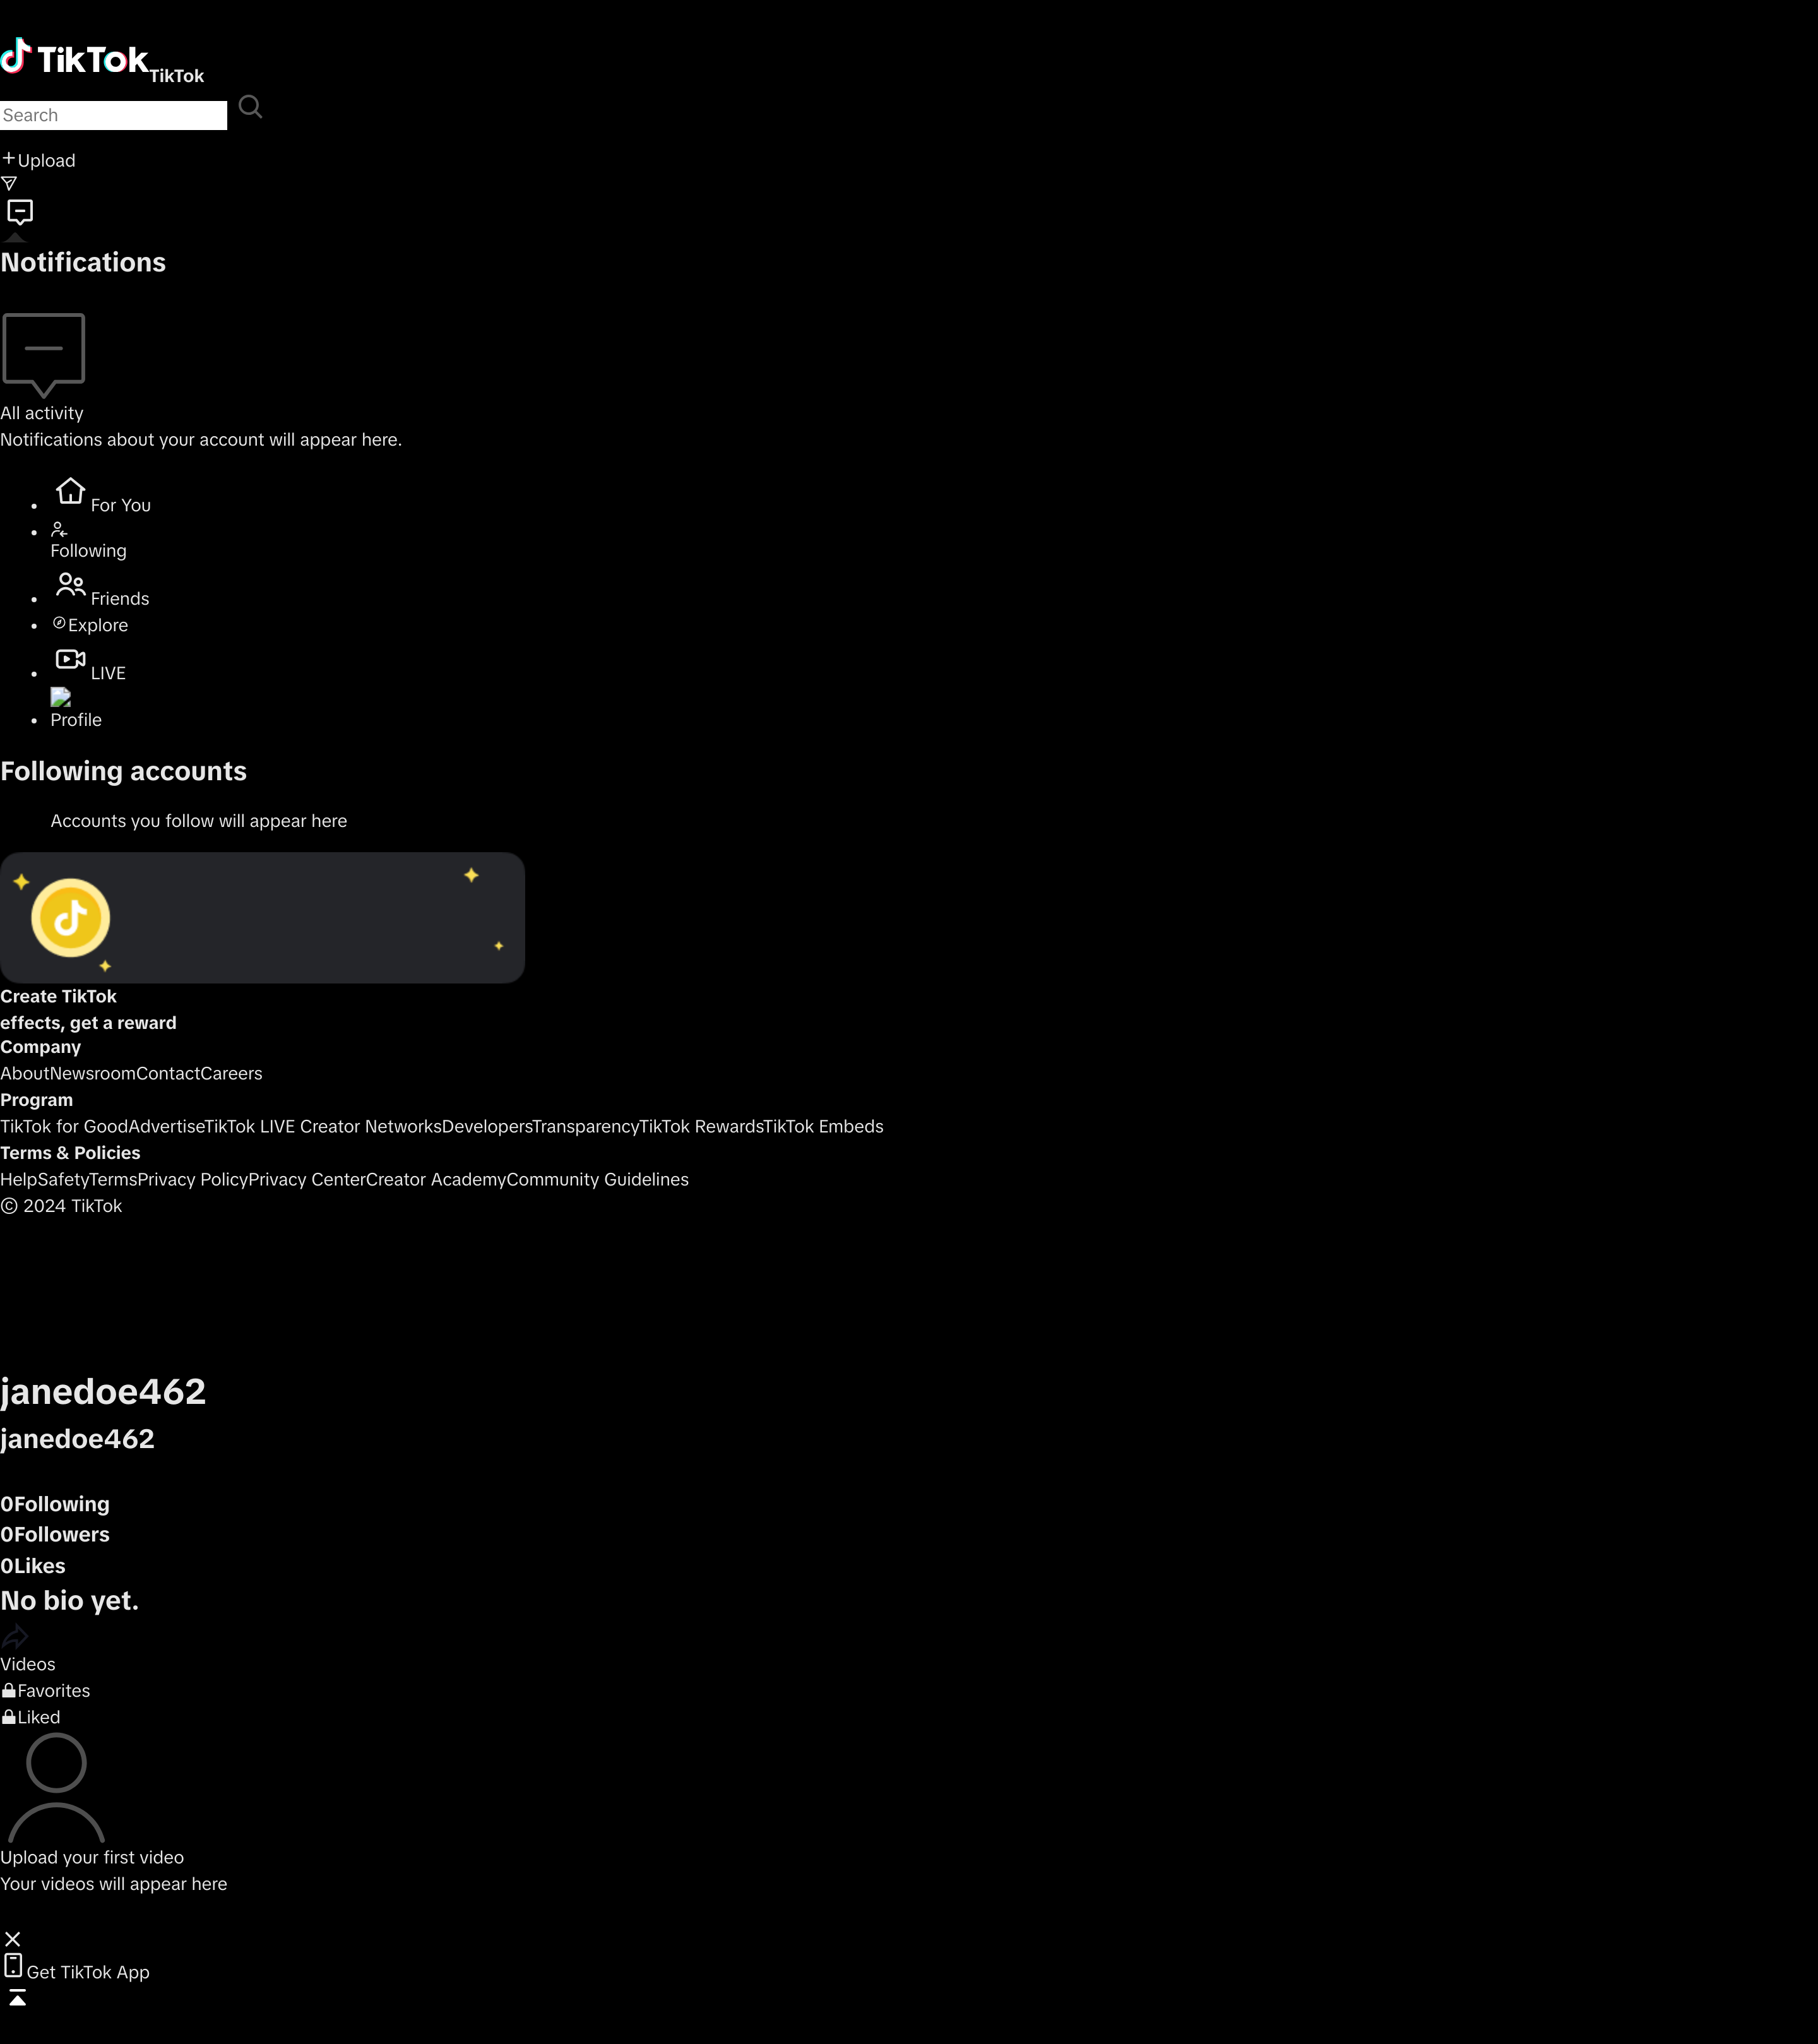 TikTok TikTok
Search
Upload
Notifications
All activity
Notifications about your account will appear here.
For You
Following
Friends
Explore
LIVE
Profile
Following accounts
Accounts you follow will appear here
Create TikTok
effects, get a reward
Company
AboutNewsroomContactCareers
Program
TikTok for GoodAdvertiseTikTok LIVE Creator NetworksDevelopersTransparencyTikTok RewardsTikTok Embeds
Terms & Policies
HelpSafetyTermsPrivacy PolicyPrivacy CenterCreator AcademyCommunity Guidelines
© 2024 TikTok
janedoe462
janedoe462
0Following
0Followers
0Likes
No bio yet.
Videos
Favorites
Liked
Upload your first video
Your videos will appear here
Get TikTok App